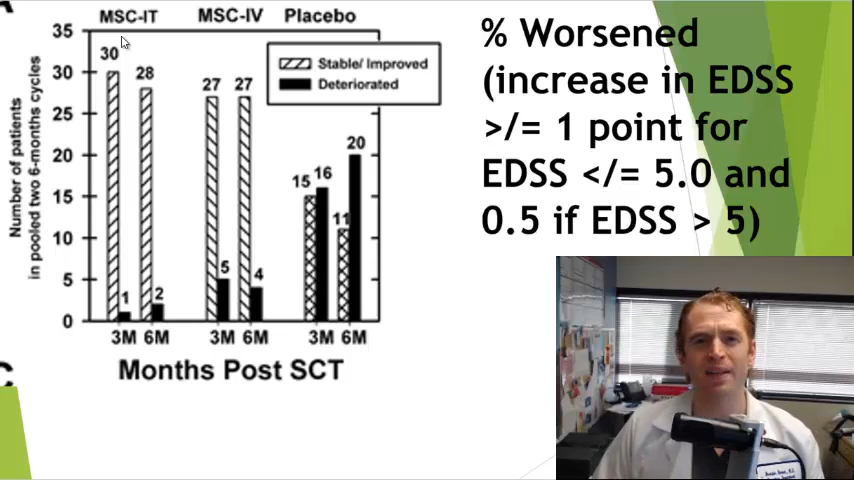 A
MSC-IT MSC-IV Placebo
35
30
25
20
15
10
5
0
Number of patients
in pooled two 6-months cycles
Stable/ Improved
Deteriorated
30
28
27 27
15 16
20
11
1
2
5
4
3M 6M 3M 6M 3M 6M
Months Post SCT
C
% Worsened
(increase in EDSS
>/= 1 point for
EDSS </= 5.0 and
0.5 if EDSS > 5)